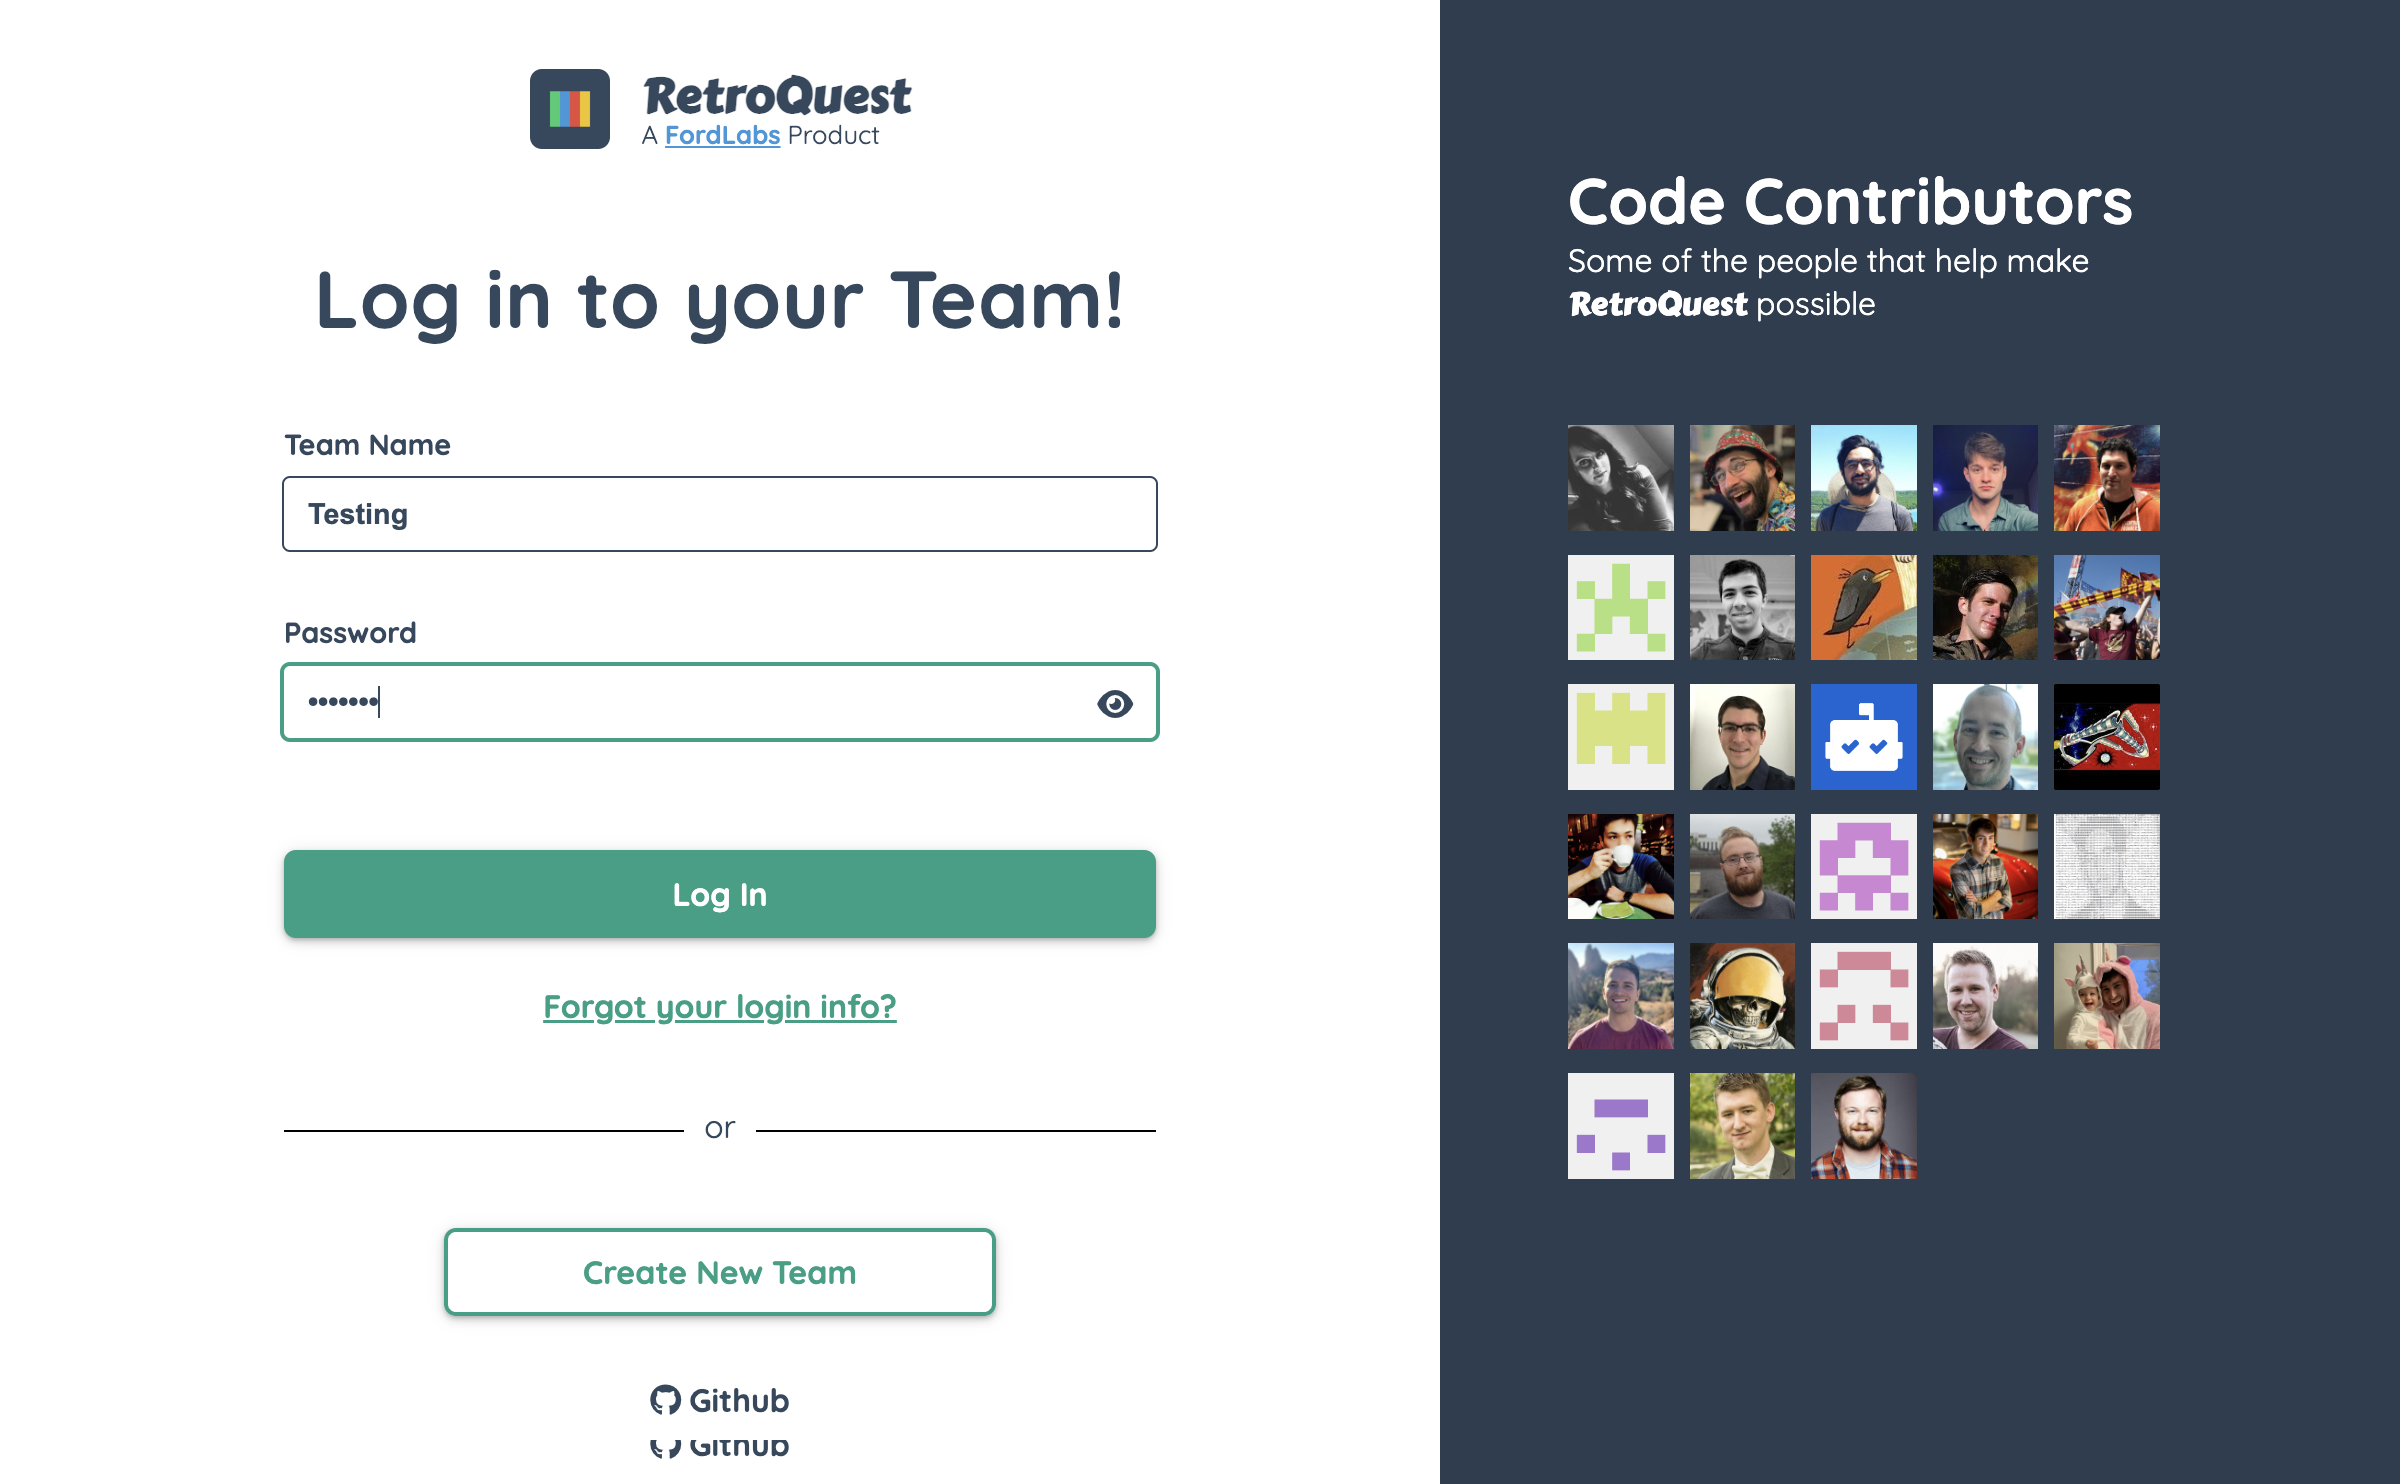 RetroQuest
A FordLabs Product
Log in to your Team!
Team Name
Testing
Password
•••••••
Log In
Forgot your login info?
or
Create New Team
Github
Github
Code Contributors
Some of the people that help make
RetroQuest possible